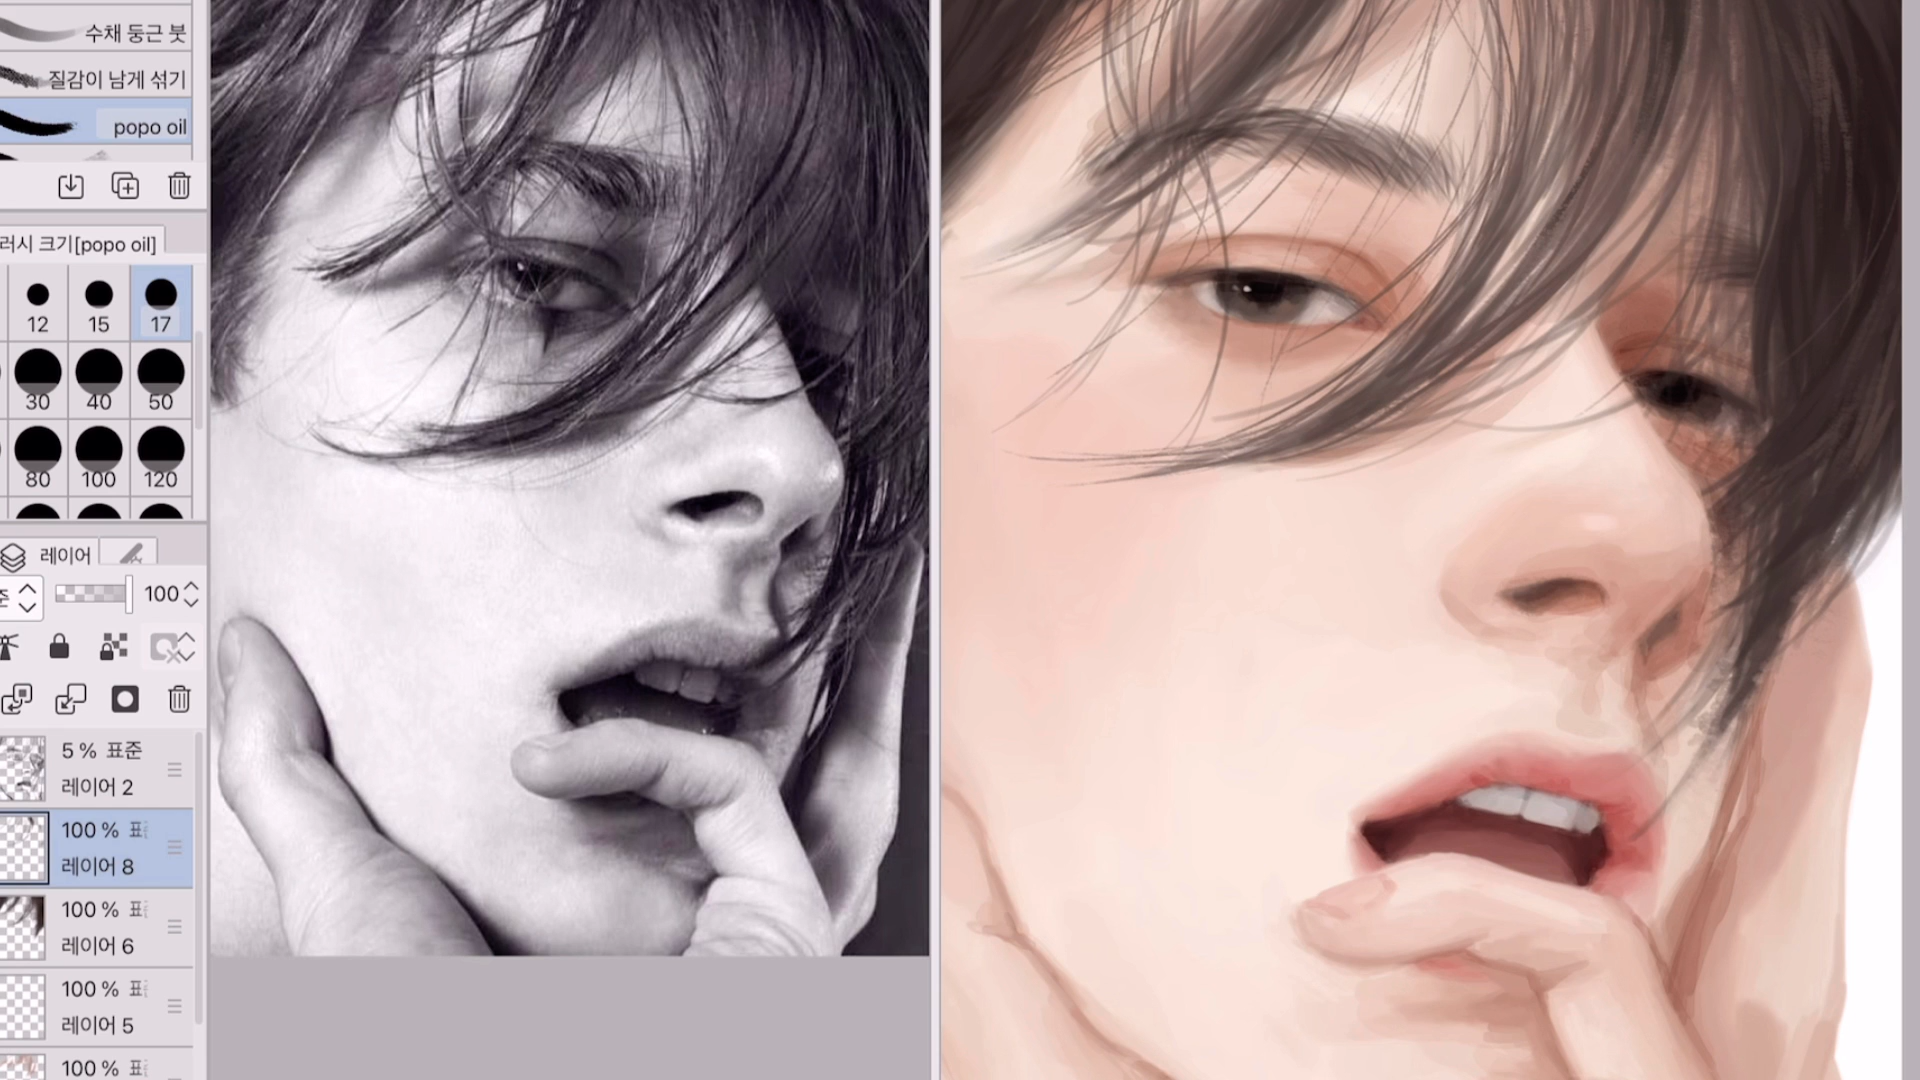 수채 둥근 붓
질감이 남게 섞기
popo oil
러시 크기[popo oil]
12 15 17
30 40 50
80 100 120
레이어
100
5 % 표준
레이어 2
100 %
레이어 8
100 %
레이어 6
100 %
레이어 5
100 %